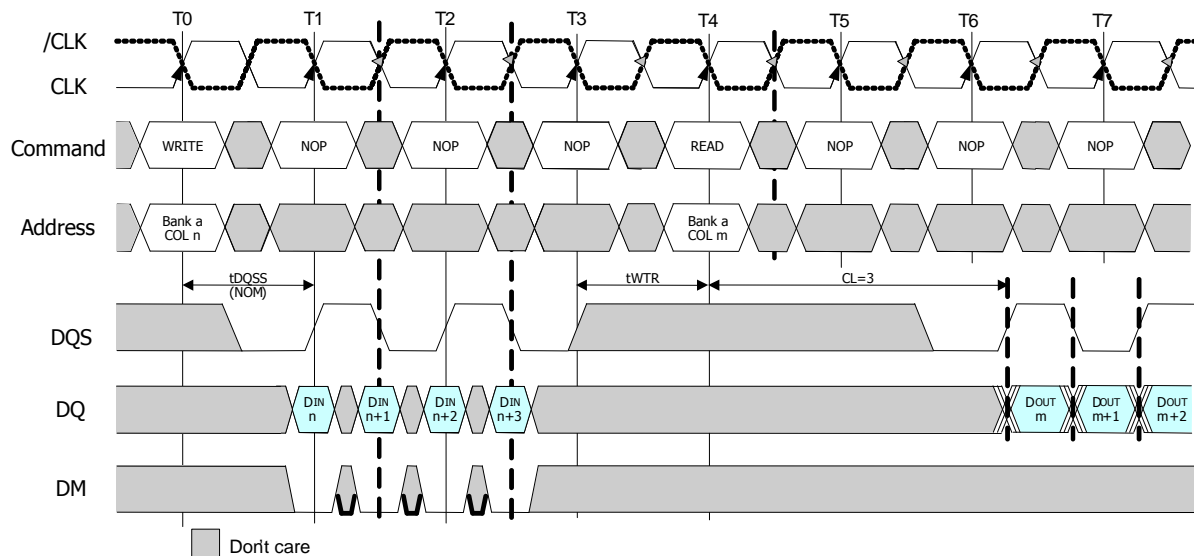 T0 T1 T2 T3 T4 T5 T6 T7
/CLK
CLK
Command WRITE NOP NOP NOP READ NOP NOP NOP
Address Bank a COL n Bank a COL m
tDQSS
(NOM)
tWTR
CL=3
DQS
DQ DIN n DIN n+1 DIN n+2 DIN n+3 DOUT m DOUT m+1 DOUT m+2
DM
Don't care